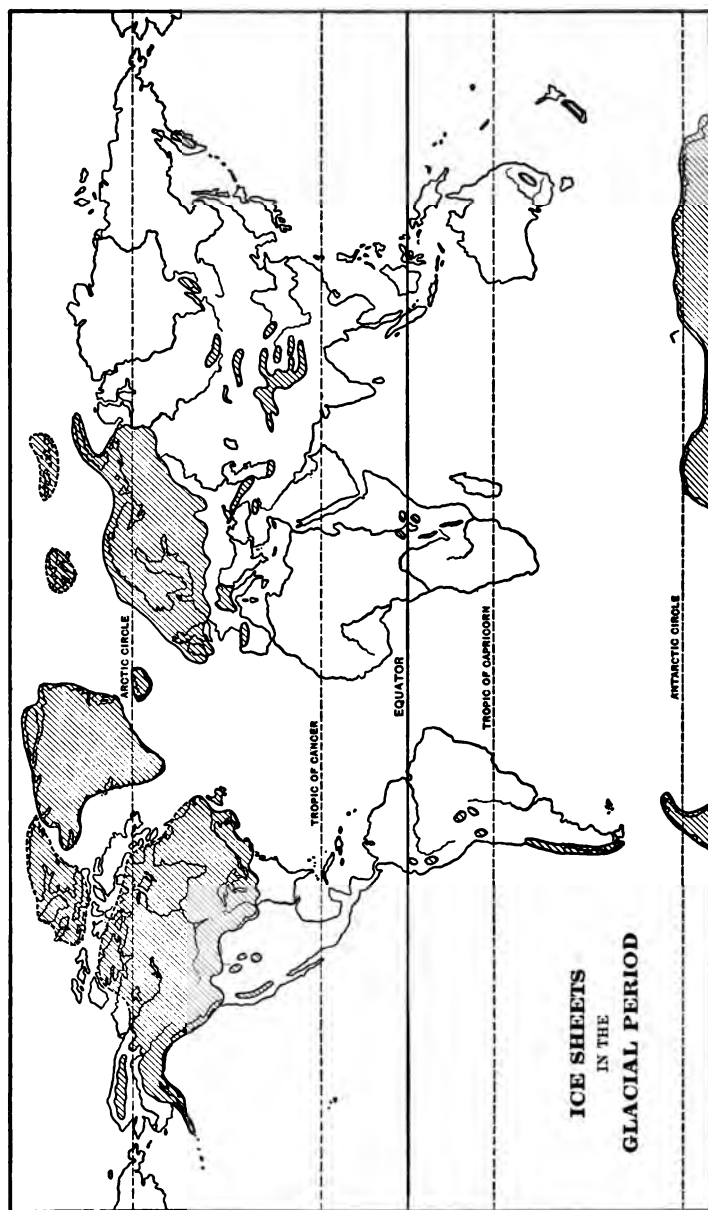 ARCTIC CIRCLE
TROPIC OF CANCER
EQUATOR
TROPIC OF CAPRICORN
ANTARCTIC CIRCLE
ICE SHEETS
IN THE
GLACIAL PERIOD